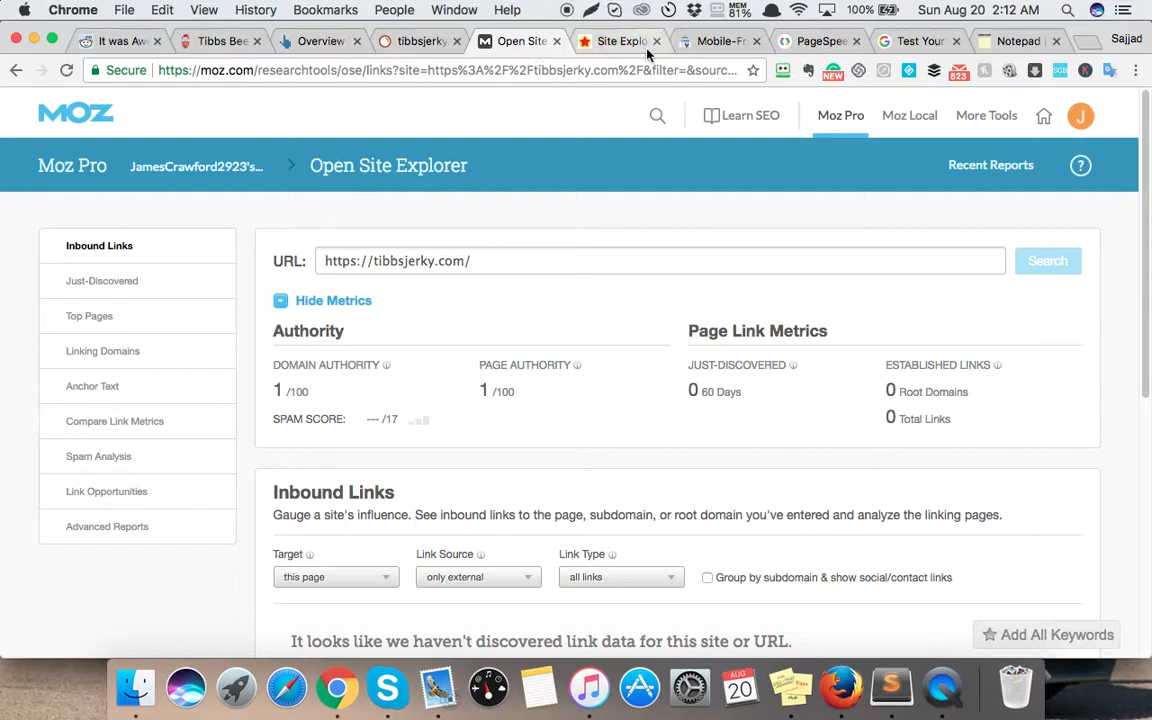 Chrome File Edit View History Bookmarks People Window Help MEM 81% 100% Sun Aug 20 2:12 AM
It was Aw Tibbs Bee Overview tibbsjerky Open Site Site Explo Mobile-Fr PageSpee Test Your Notepad Sajjad
Secure https://moz.com/researchtools/ose/links?site=https%3A%2F%2Ftibbsjerky.com%2F&filter=&sourc... NEW 523
MOZ Learn SEO Moz Pro Moz Local More Tools J
Moz Pro JamesCrawford2923's... Open Site Explorer Recent Reports ?
Inbound Links
Just-Discovered
Top Pages
Linking Domains
Anchor Text
Compare Link Metrics
Spam Analysis
Link Opportunities
Advanced Reports
URL: https://tibbsjerky.com/ Search
Hide Metrics
Authority Page Link Metrics
DOMAIN AUTHORITY PAGE AUTHORITY JUST-DISCOVERED ESTABLISHED LINKS
1 /100 1 /100 0 60 Days 0 Root Domains
SPAM SCORE: --- /17 0 Total Links
Inbound Links
Gauge a site's influence. See inbound links to the page, subdomain, or root domain you've entered and analyze the linking pages.
Target Link Source Link Type
this page only external all links Group by subdomain & show social/contact links
It looks like we haven't discovered link data for this site or URL.
Add All Keywords
AUG 20